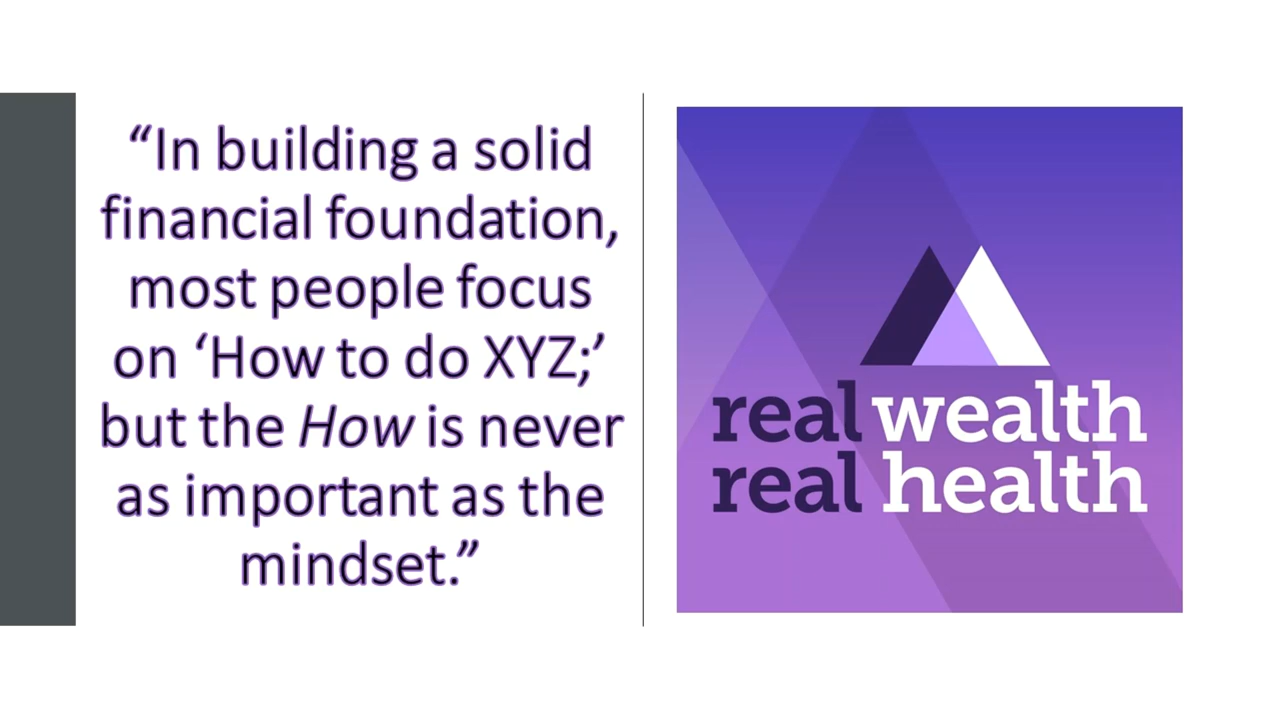 “In building a solid
financial foundation,
most people focus
on ‘How to do XYZ;’
but the How is never
as important as the
mindset.”
real wealth
real health